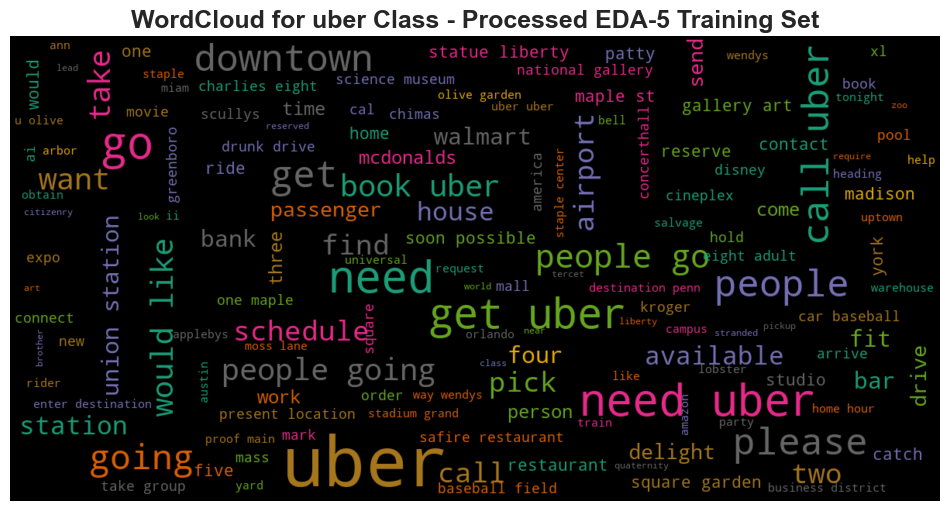 WordCloud for uber Class - Processed EDA-5 Training Set
ann
one
downtown
statue liberty
patty
send
wendys
xl
lead
would
take
staple
miam
charlies eight
science museum
national gallery
book
tonight
zoo
u olive
movie
scullys
time
cal
chimas
olive garden
uber uber
maple st
gallery art
call uber
pool
reserved
home
walmart
bell
concerthall
reserve
contact
require
help
ai
arbor
go
greenboro
drunk drive
ride
mcdonalds
america
staple center
airport
disney
heading
want
get
book uber
cineplex
madison
obtain
citizenry
look
ii
passenger
house
salvage
come
uptown
union station
would like
bank
three
find
soon possible
hold
people go
eight adult
york
expo
universal
need
request
world
mall
tercet
destination penn
people
warehouse
one maple
get uber
kroger
car baseball
connect
art
new
applebys
schedule
square
orlando
near
liberty
campus
stranded
pickup
fit
brother
moss lane
class
four
available
arrive
drive
rider
austin
people going
pick
like
lobster
studio
bar
enter destination
work
order
way wendys
person
need uber
amazon
home hour
station
present location
stadium grand
train
party
proof main
mark
safire restaurant
please
going
five
mass
uber
call
restaurant
delight
catch
quaternity
two
take group
yard
baseball field
square garden
business district